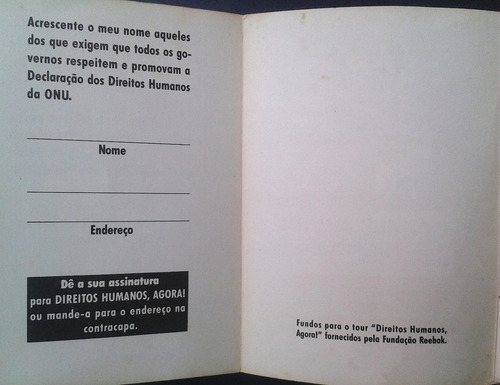 Acrescente o meu nome aqueles
dos que exigem que todos os go-
vernos respeitem e promovam a
Declaração dos Direitos Humanos
da ONU.
Nome
Endereço
Dê a sua assinatura
para DIREITOS HUMANOS, AGORA!
ou mande-a para o endereço na
contracapa.
Fundos para o tour "Direitos Humanos,
Agora!" fornecidos pela Fundação Reebok.